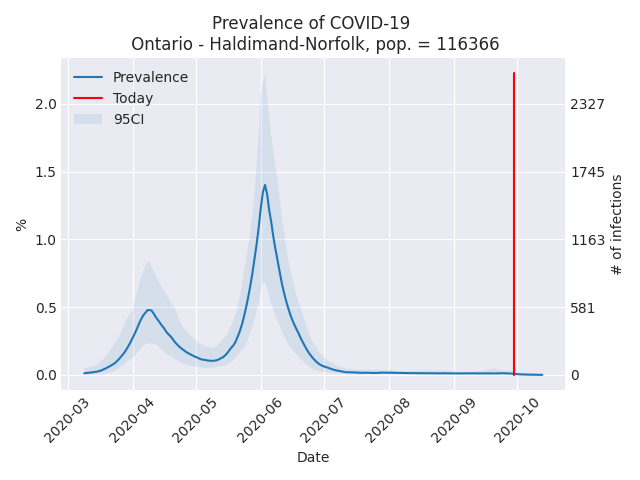 Prevalence of COVID-19
Ontario - Haldimand-Norfolk, pop. = 116366
Prevalence
Today
95CI
2.0
1.5
1.0
0.5
0.0
%
2327
1745
1163
581
0
# of infections
2020-03
2020-04
2020-05
2020-06
2020-07
2020-08
2020-09
2020-10
Date